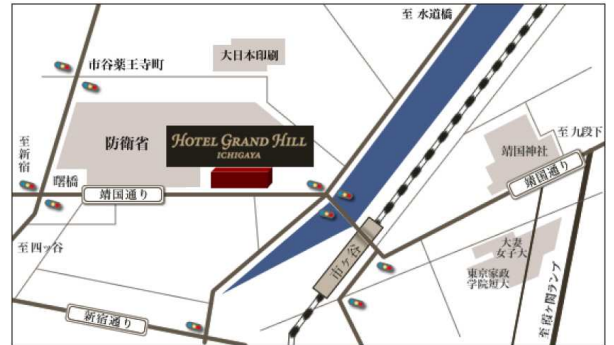 至 水道橋
大日本印刷
市谷薬王寺町
防衛省
HOTEL GRAND HILL
ICHIGAYA
至新宿
曙橋
靖国通り
至四ッ谷
新宿通り
市ヶ谷
靖国神社
至 九段下
靖国通り
大妻
女子大
東京家政
学院短大
至霞ヶ関ランプ